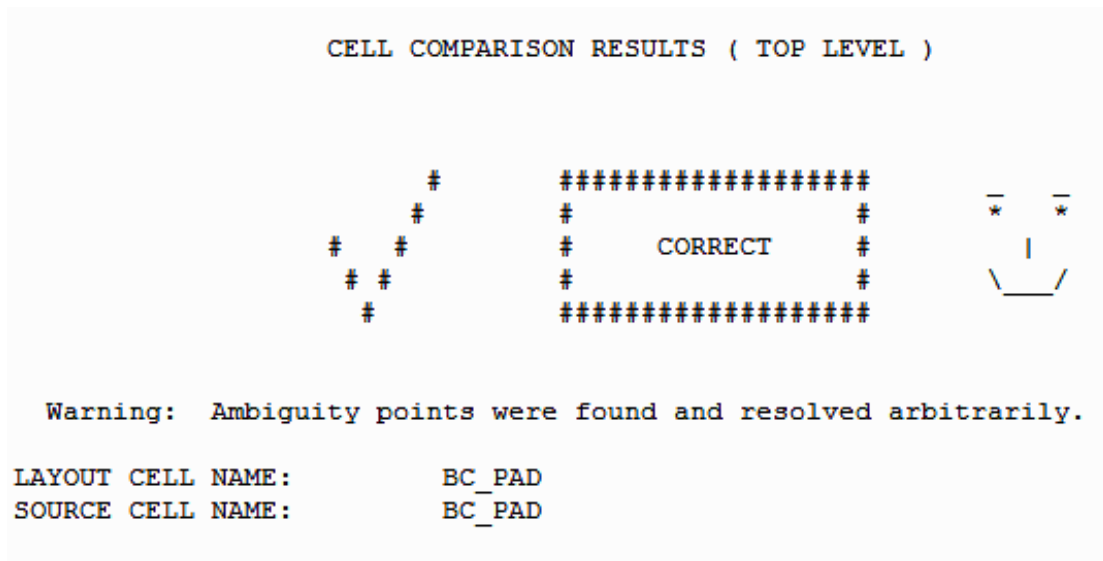 CELL COMPARISON RESULTS ( TOP LEVEL )
                         #       ###################      _   _
                        #        #                 #      *   *
                   #   #         #     CORRECT     #        |
                    # #          #                 #      \___/
                     #           ###################
Warning:  Ambiguity points were found and resolved arbitrarily.
LAYOUT CELL NAME:         BC_PAD
SOURCE CELL NAME:         BC_PAD